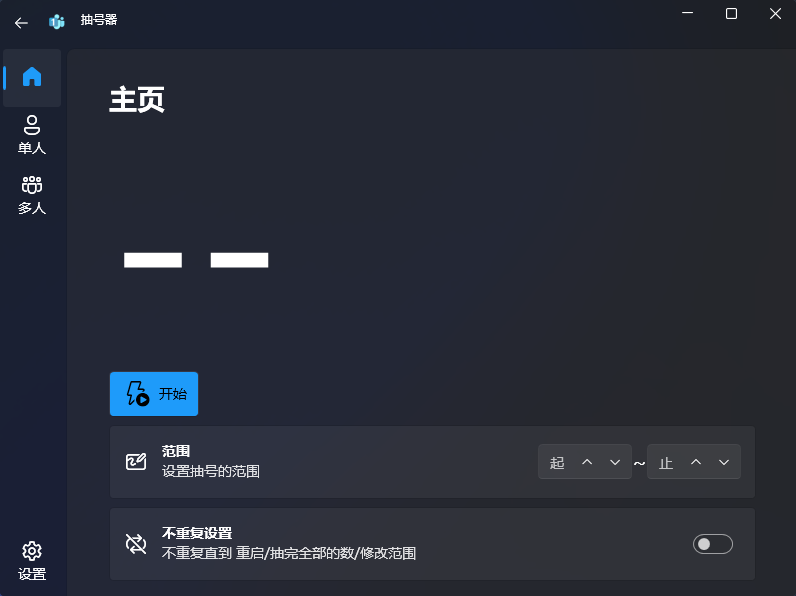 抽号器
主页
单人
多人
开始
范围
设置抽号的范围
起 ~ 止
不重复设置
不重复直到 重启/抽完全部的数/修改范围
设置